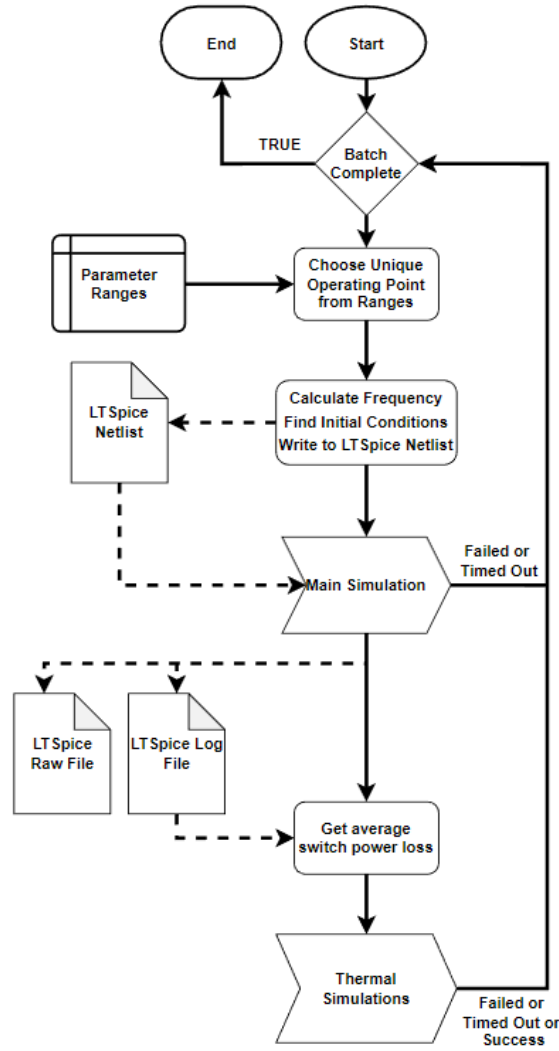 End
Start
TRUE
Batch
Complete
Parameter
Ranges
Choose Unique
Operating Point
from Ranges
LTSpice
Netlist
Calculate Frequency
Find Initial Conditions
Write to LTSpice Netlist
Main Simulation
Failed or
Timed Out
LTSpice
Raw File
LTSpice Log
File
Get average
switch power loss
Thermal
Simulations
Failed or
Timed Out or
Success